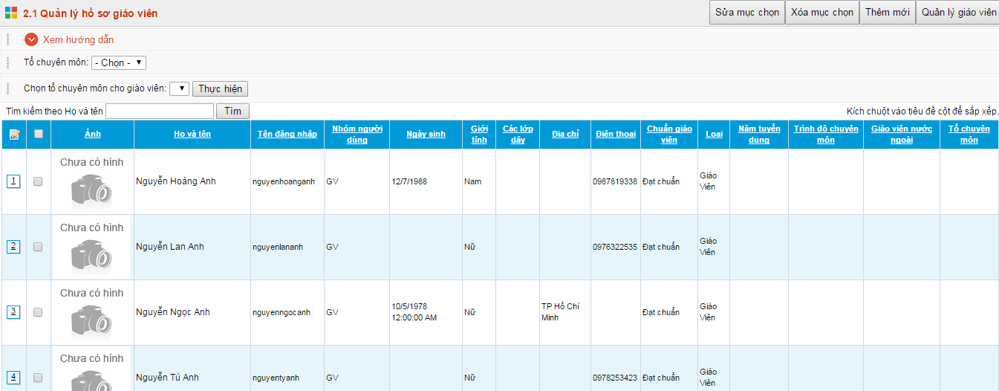 2.1 Quản lý hồ sơ giáo viên
Sửa mục chọn Xóa mục chọn Thêm mới Quản lý giáo viên
Xem hướng dẫn
Tổ chuyên môn: - Chọn -
Chọn tổ chuyên môn cho giáo viên: Thực hiện
Tìm kiếm theo Họ và tên Tìm
Kích chuột vào tiêu đề cột để sắp xếp.
Ảnh Họ và tên Tên đăng nhập Nhóm người dùng Ngày sinh Giới tính Các lớp dạy Địa chỉ Điện thoại Chuẩn giáo viên Loại Năm tuyển dụng Trình độ chuyên môn Giáo viên nước ngoài Tổ chuyên môn
Chưa có hình
1 Nguyễn Hoảng Anh nguyenhoanganh GV 12/7/1988 Nam 0987819338 Đạt chuẩn Giáo Viên
Chưa có hình
2 Nguyễn Lan Anh nguyenlananh GV Nữ 0976322535 Đạt chuẩn Giáo Viên
Chưa có hình
3 Nguyễn Ngọc Anh nguyenngocanh GV 10/5/1978 12:00:00 AM Nữ TP Hồ Chí Minh Đạt chuẩn Giáo Viên
Chưa có hình
4 Nguyễn Tú Anh nguyentyanh GV Nữ 0978253423 Đạt chuẩn Giáo Viên